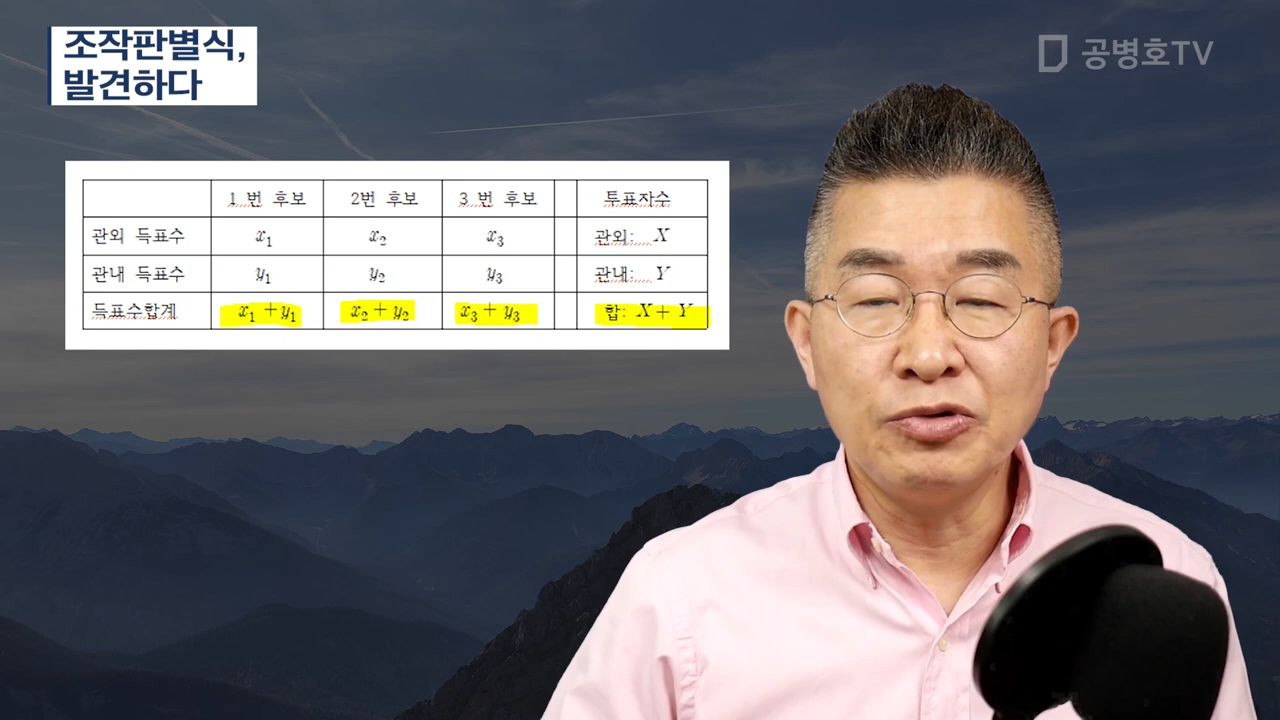 조작판별식,
발견하다
공병호TV
1 번 후보 2번 후보 3 번 후보 투표자수
관외 득표수 x₁ x₂ x₃ 관외: X
관내 득표수 y₁ y₂ y₃ 관내: Y
득표수합계 x₁ + y₁ x₂ + y₂ x₃ + y₃ 합: X + Y